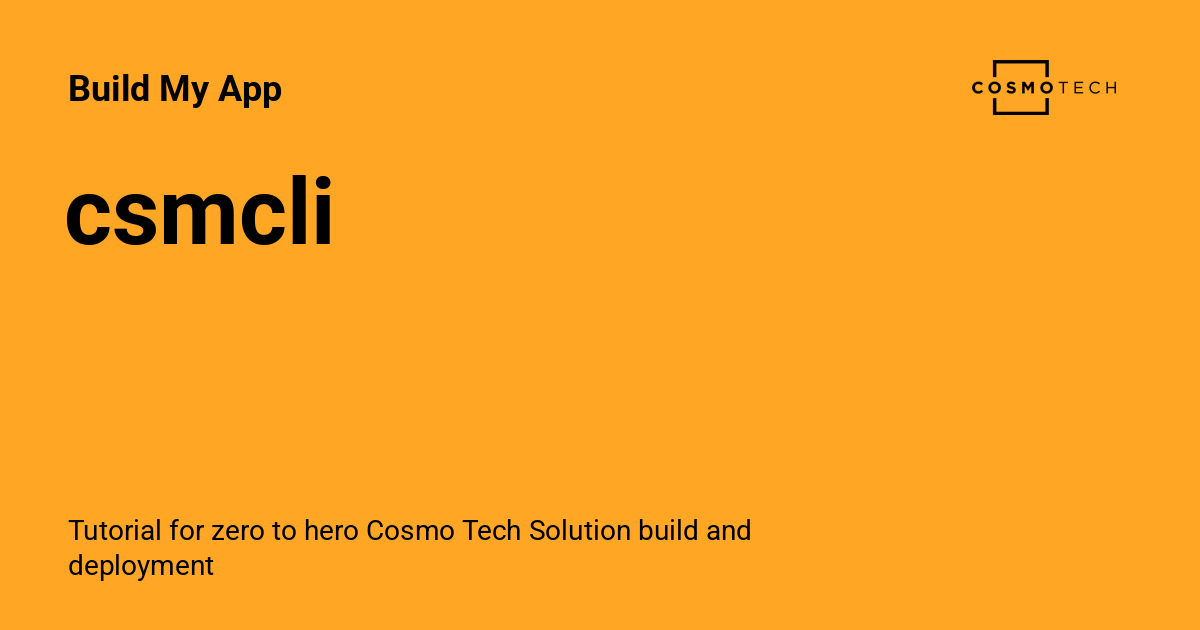 Build My App
COSMOTECH
csmcli
Tutorial for zero to hero Cosmo Tech Solution build and
deployment